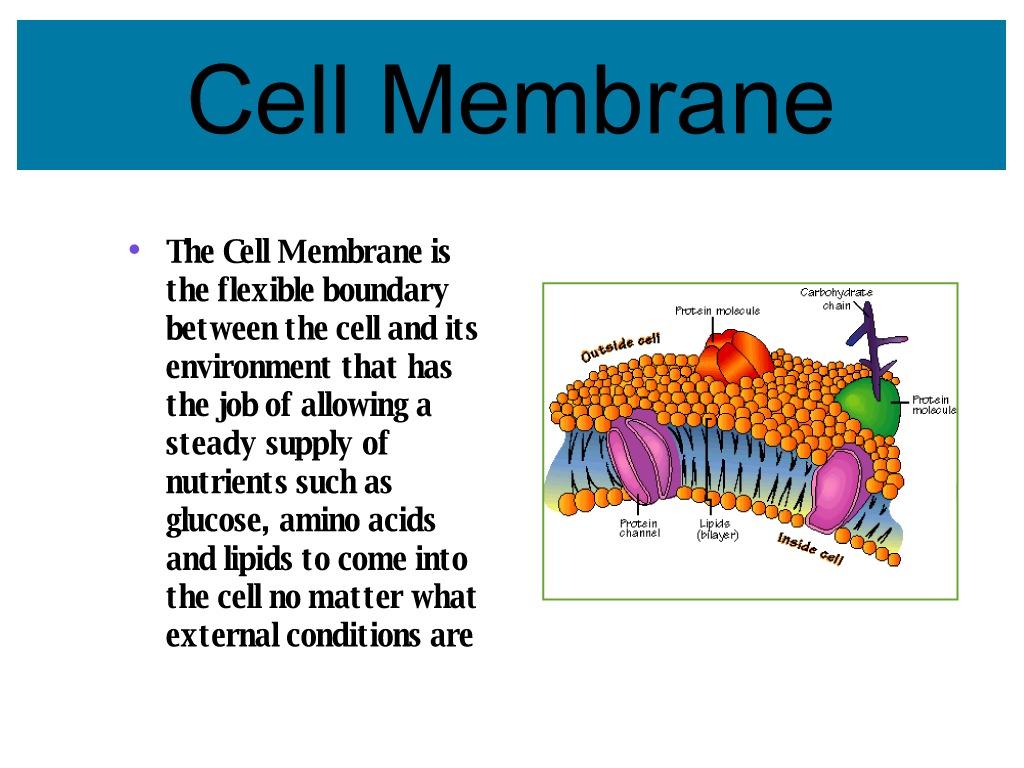 Cell Membrane
• The Cell Membrane is
the flexible boundary
between the cell and its
environment that has
the job of allowing a
steady supply of
nutrients such as
glucose, amino acids
and lipids to come into
the cell no matter what
external conditions are
Carbohydrate
chain
Protein molecule
Outside cell
Protein
molecule
Protein
channel
Lipids
(bilayer)
Inside cell